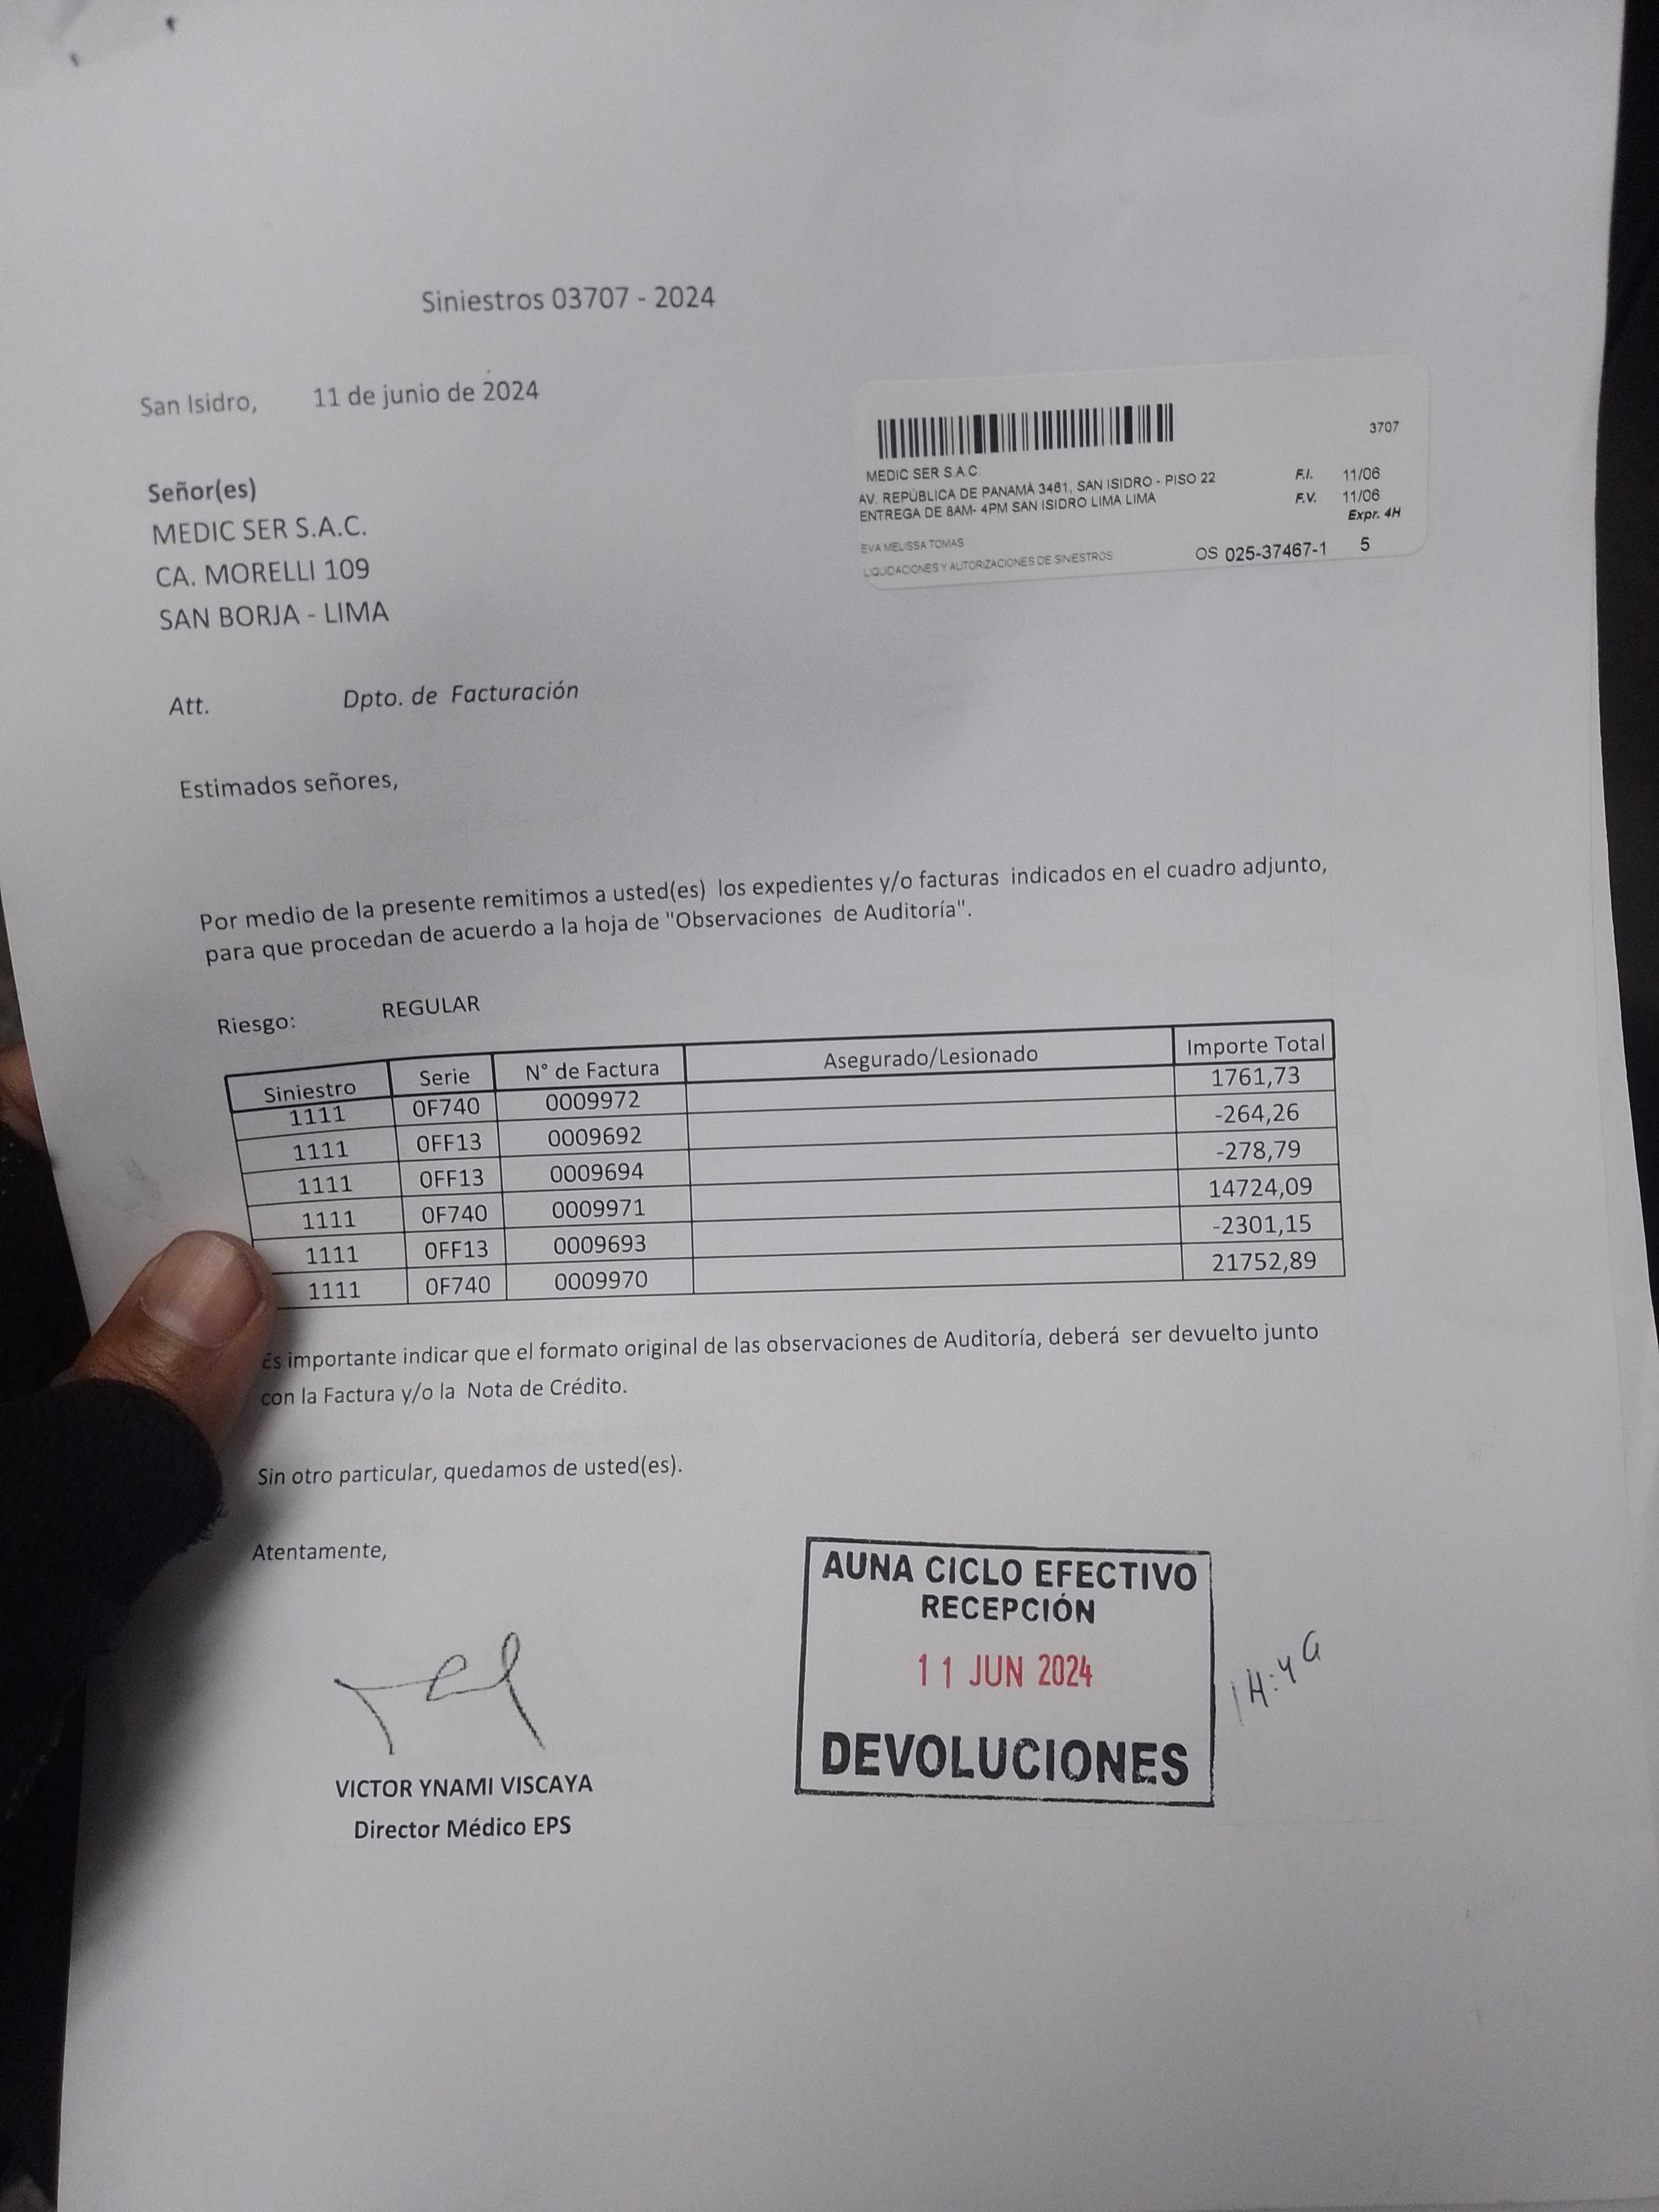 Siniestros 03707 - 2024
San Isidro, 11 de junio de 2024
3707
MEDIC SER S.A.C.
AV. REPÚBLICA DE PANAMÁ 3461, SAN ISIDRO - PISO 22
ENTREGA DE 8AM- 4PM SAN ISIDRO LIMA LIMA
F.I. 11/06
F.V. 11/06
Expr. 4H
EVA MELISSA TOMAS
LIQUIDACIONES Y AUTORIZACIONES DE SINIESTROS
OS 025-37467-1 5
Señor(es)
MEDIC SER S.A.C.
CA. MORELLI 109
SAN BORJA - LIMA
Att. Dpto. de Facturación
Estimados señores,
Por medio de la presente remitimos a usted(es) los expedientes y/o facturas indicados en el cuadro adjunto,
para que procedan de acuerdo a la hoja de "Observaciones de Auditoría".
Riesgo: REGULAR
Siniestro Serie N° de Factura Asegurado/Lesionado Importe Total
1111 0F740 0009972 1761,73
1111 0FF13 0009692 -264,26
1111 0FF13 0009694 -278,79
1111 0F740 0009971 14724,09
1111 0FF13 0009693 -2301,15
1111 0F740 0009970 21752,89
Es importante indicar que el formato original de las observaciones de Auditoría, deberá ser devuelto junto
con la Factura y/o la Nota de Crédito.
Sin otro particular, quedamos de usted(es).
Atentamente,
AUNA CICLO EFECTIVO
RECEPCIÓN
11 JUN 2024
DEVOLUCIONES
VICTOR YNAMI VISCAYA
Director Médico EPS